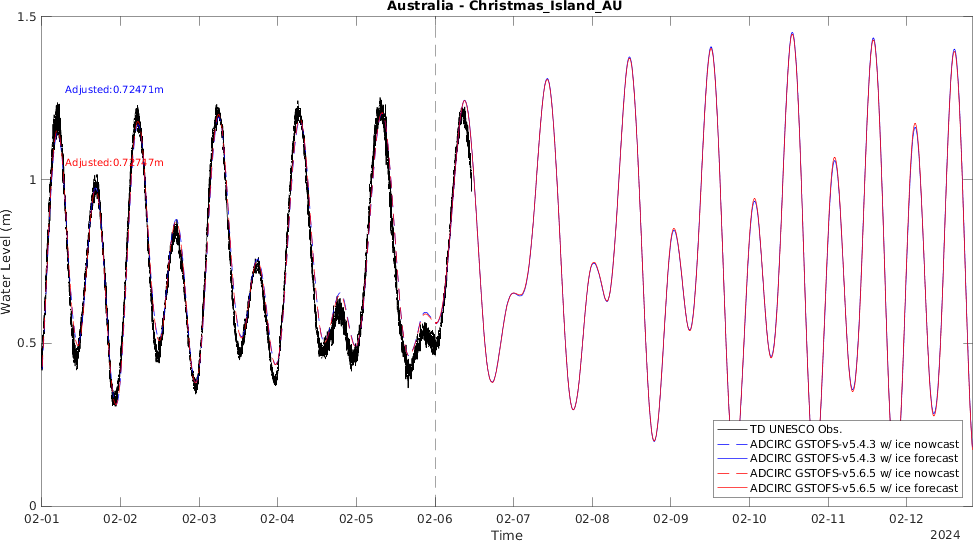 Australia - Christmas_Island_AU
1.5
Adjusted:0.72471m
Adjusted:0.72747m
1
Water Level (m)
0.5
TD UNESCO Obs.
ADCIRC GSTOFS-v5.4.3 w/ ice nowcast
ADCIRC GSTOFS-v5.4.3 w/ ice forecast
ADCIRC GSTOFS-v5.6.5 w/ ice nowcast
ADCIRC GSTOFS-v5.6.5 w/ ice forecast
0
02-01 02-02 02-03 02-04 02-05 02-06 02-07 02-08 02-09 02-10 02-11 02-12
Time
2024